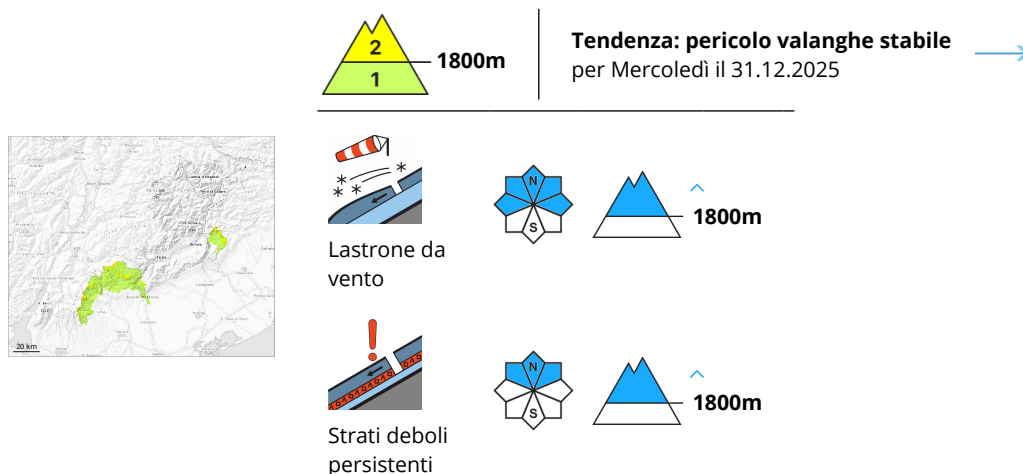 2
1
1800m
Tendenza: pericolo valanghe stabile
per Mercoledì il 31.12.2025
20 km
Lastrone da
vento
N
S
1800m
Strati deboli
persistenti
N
S
1800m